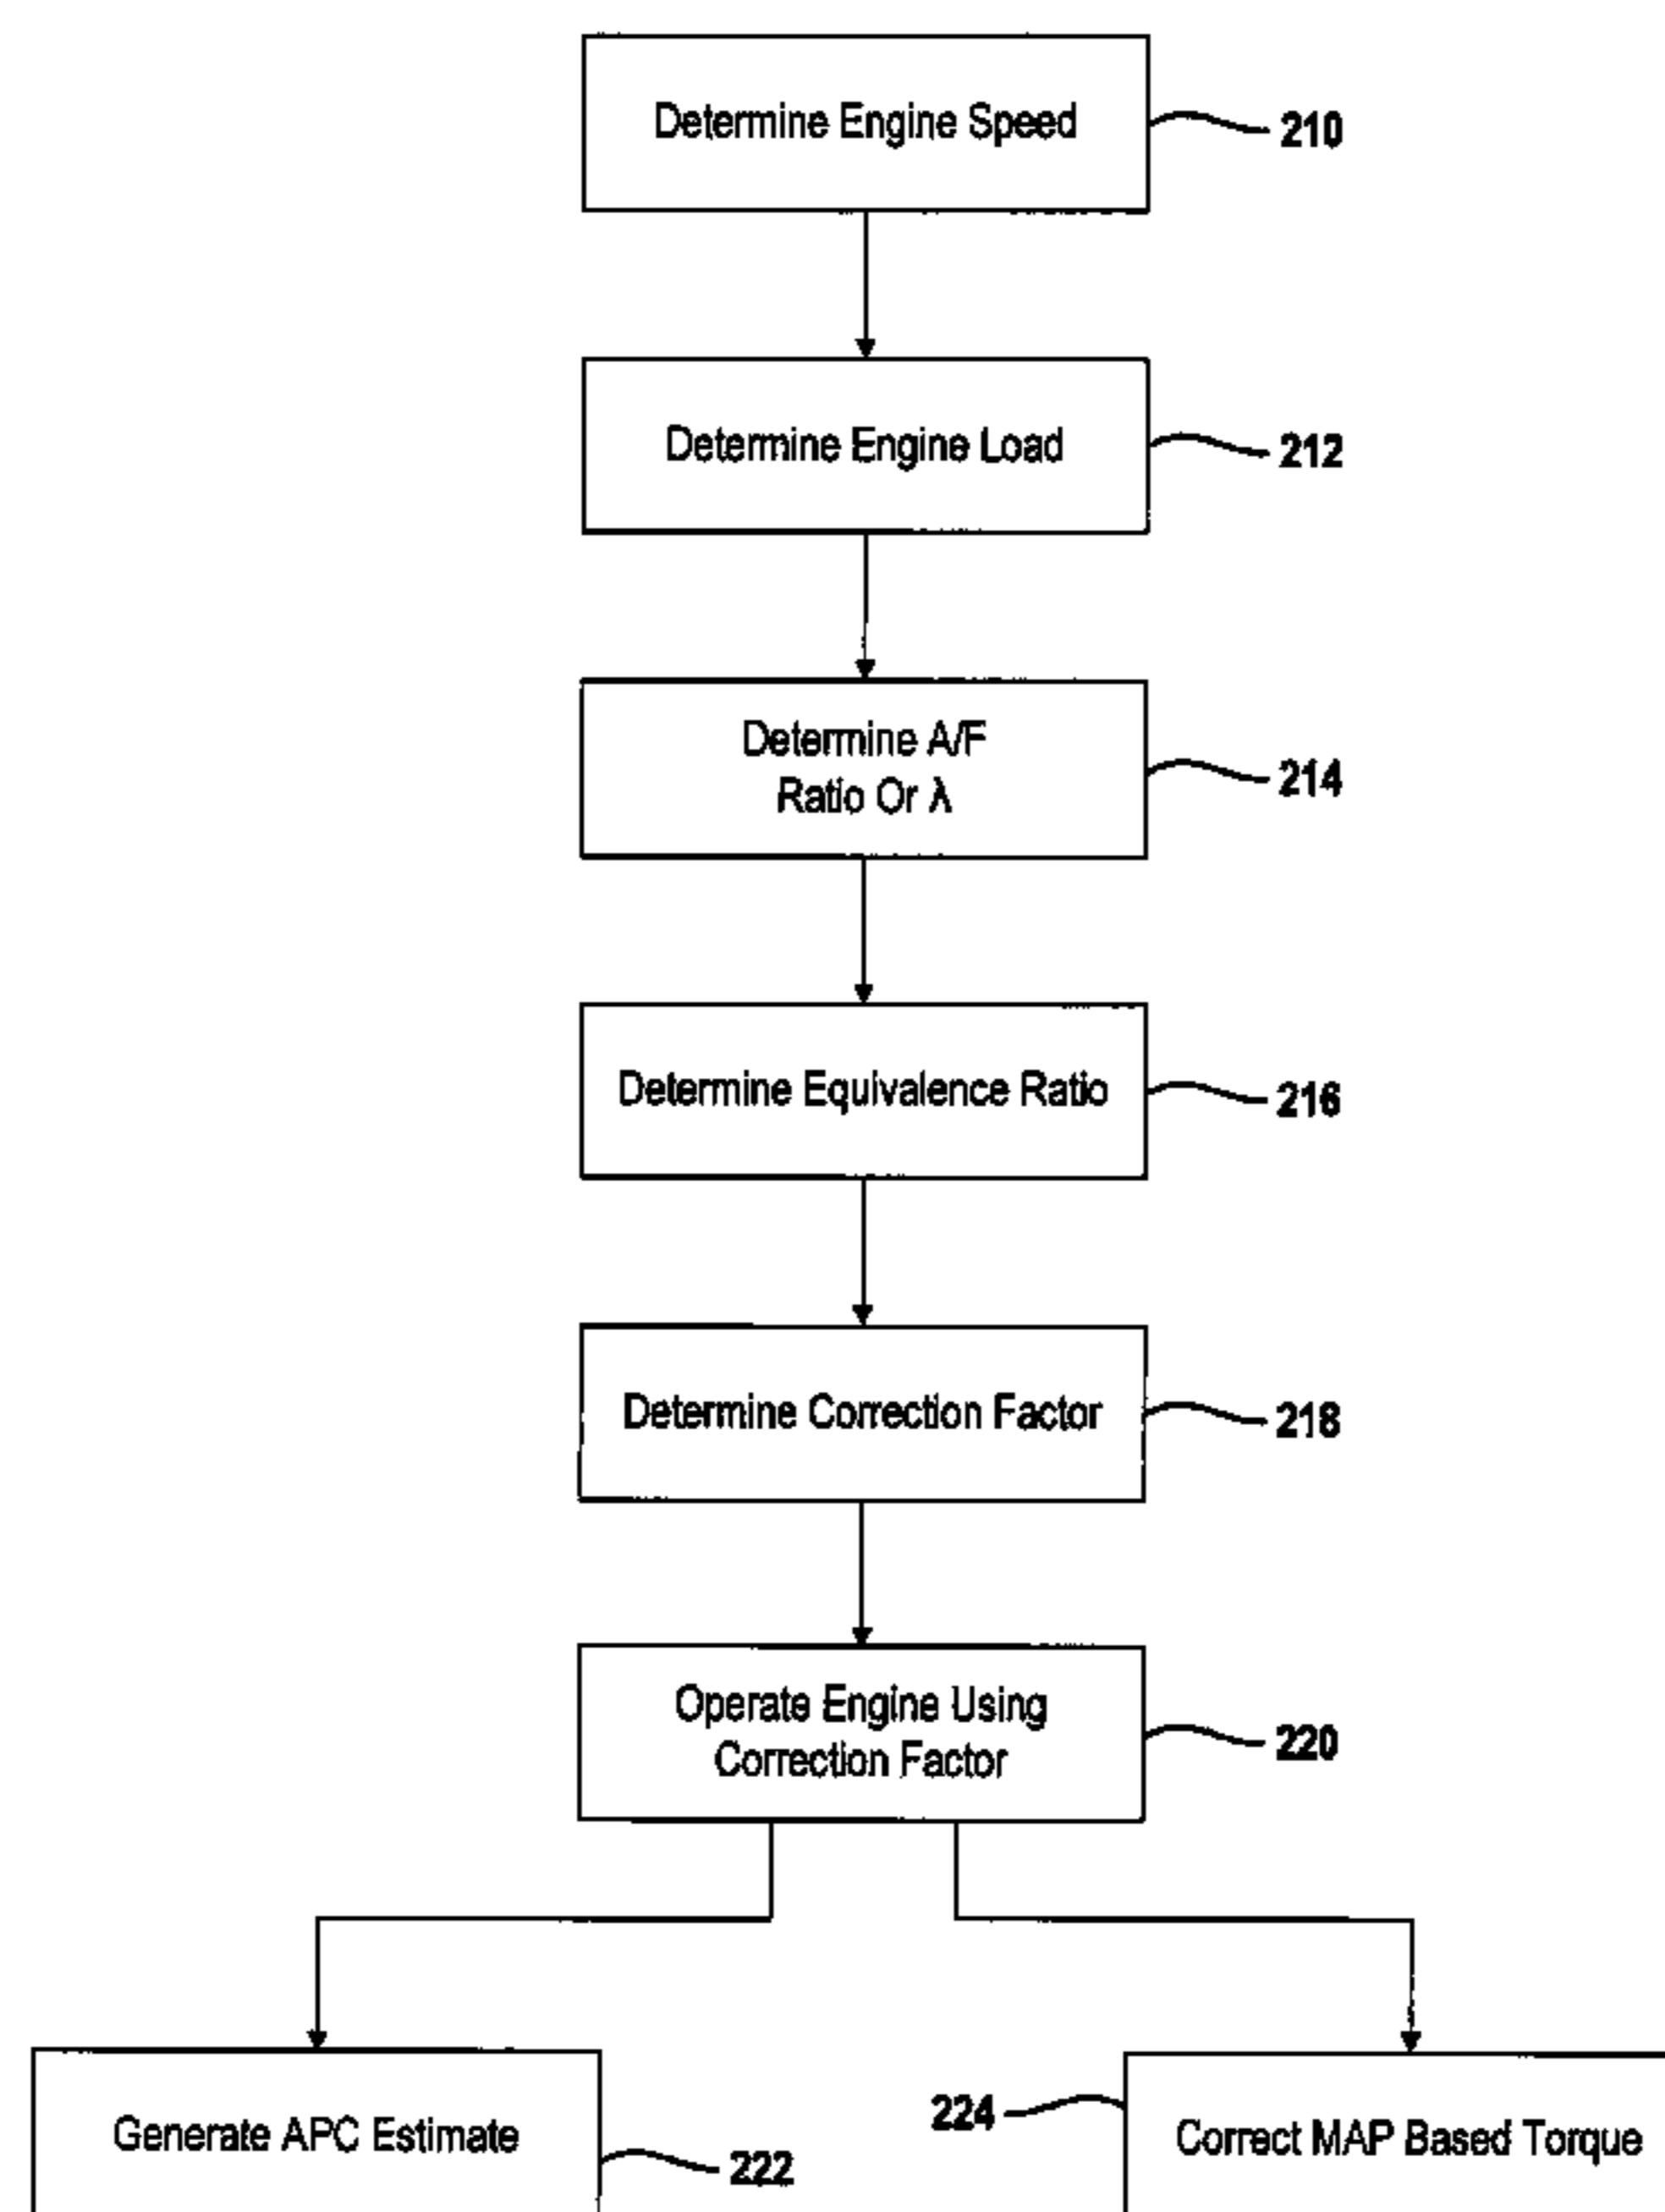 Determine Engine Speed
210
Determine Engine Load
212
Determine A/F
Ratio Or λ
214
Determine Equivalence Ratio
216
Determine Correction Factor
218
Operate Engine Using
Correction Factor
220
Generate APC Estimate
222
224
Correct MAP Based Torque